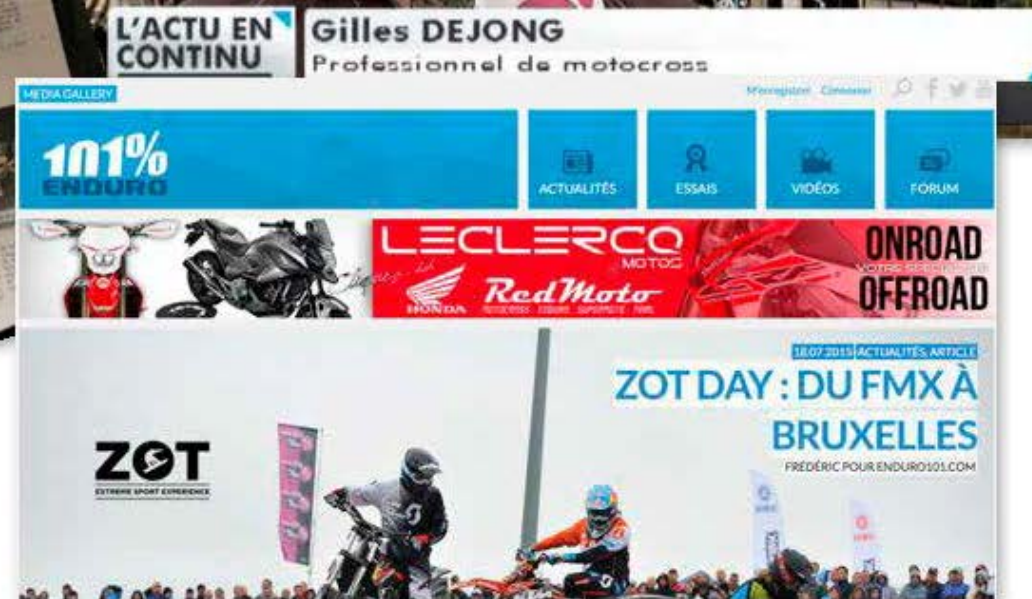 L'ACTU EN
CONTINU
Gilles DEJONG
Professionnel de motocross
MEDIA GALLERY
M'enregistrer Connexion
101%
ENDURO
ACTUALITÉS
ESSAIS
VIDÉOS
FORUM
LECLERCQ
MOTOS
HONDA
RedMoto
ONROAD
OFFROAD
18.07.2015 ACTUALITÉS, ARTICLE
ZOT DAY : DU FMX À
BRUXELLES
FRÉDÉRIC POUR ENDURO101.COM
ZOT
EXTREME SPORT EXPERIENCE